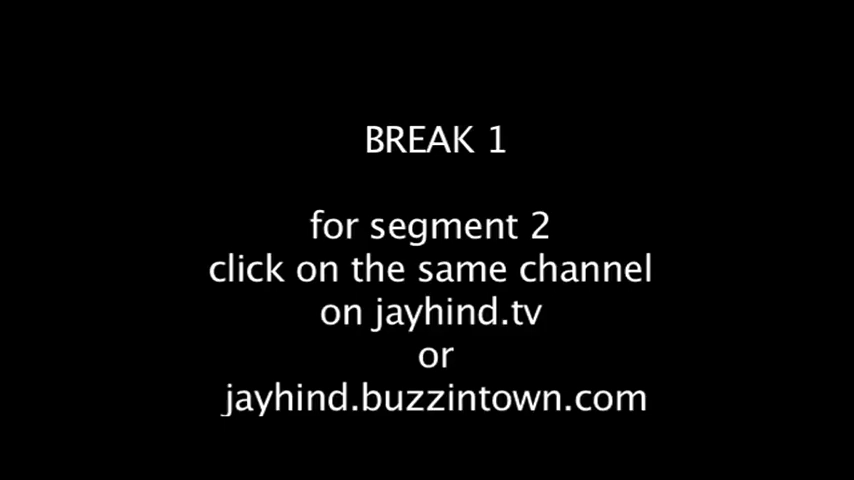 BREAK 1
for segment 2
click on the same channel
on jayhind.tv
or
jayhind.buzzintown.com